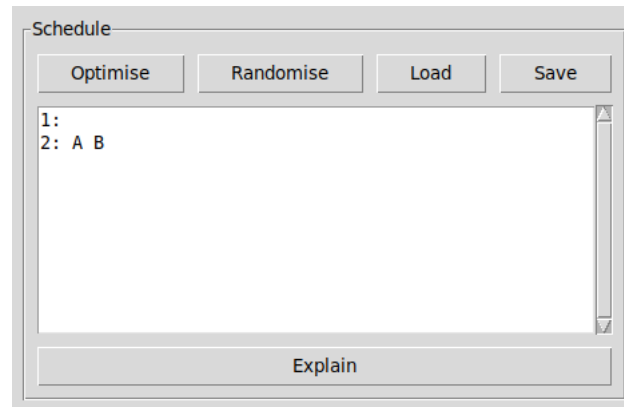 Schedule
Optimise Randomise Load Save
1:
2: A B
Explain